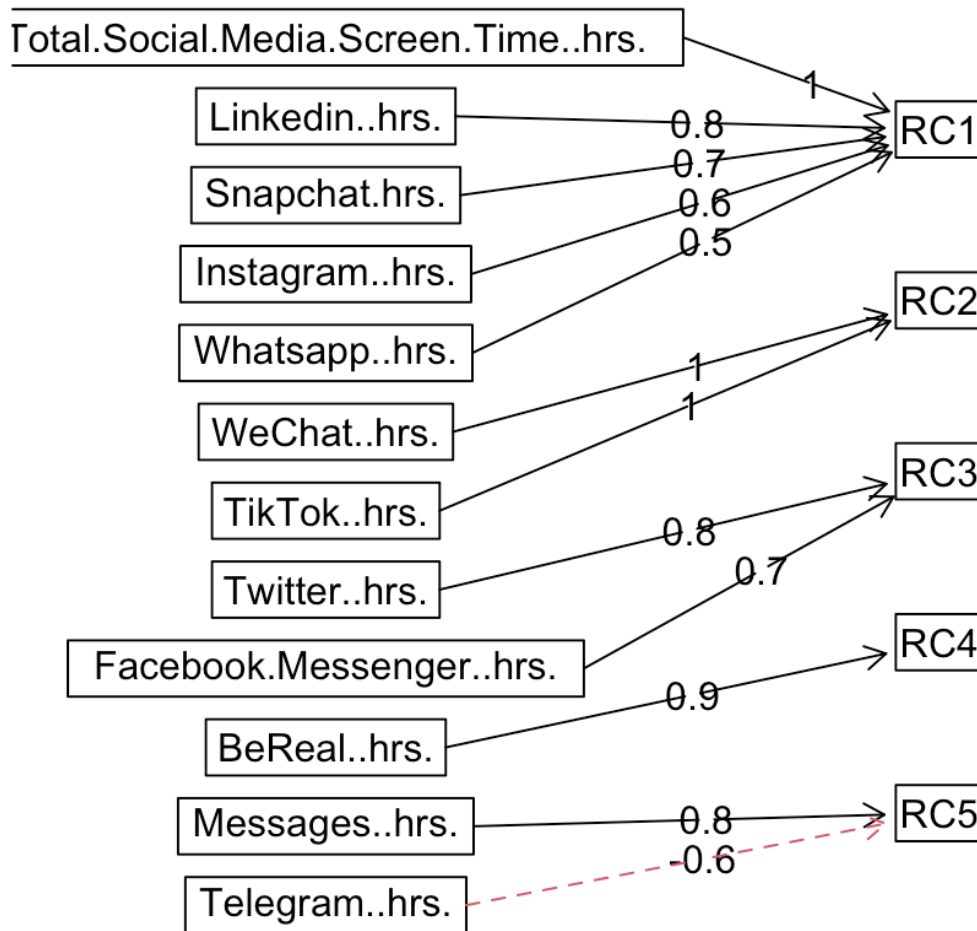 Total.Social.Media.Screen.Time..hrs.
1
Linkedin..hrs.
0.8
RC1
Snapchat.hrs.
0.7
0.6
Instagram..hrs.
0.5
RC2
Whatsapp..hrs.
1
WeChat..hrs.
1
RC3
TikTok..hrs.
0.8
Twitter..hrs.
0.7
Facebook.Messenger..hrs.
RC4
0.9
BeReal..hrs.
Messages..hrs.
0.8
RC5
-0.6
Telegram..hrs.